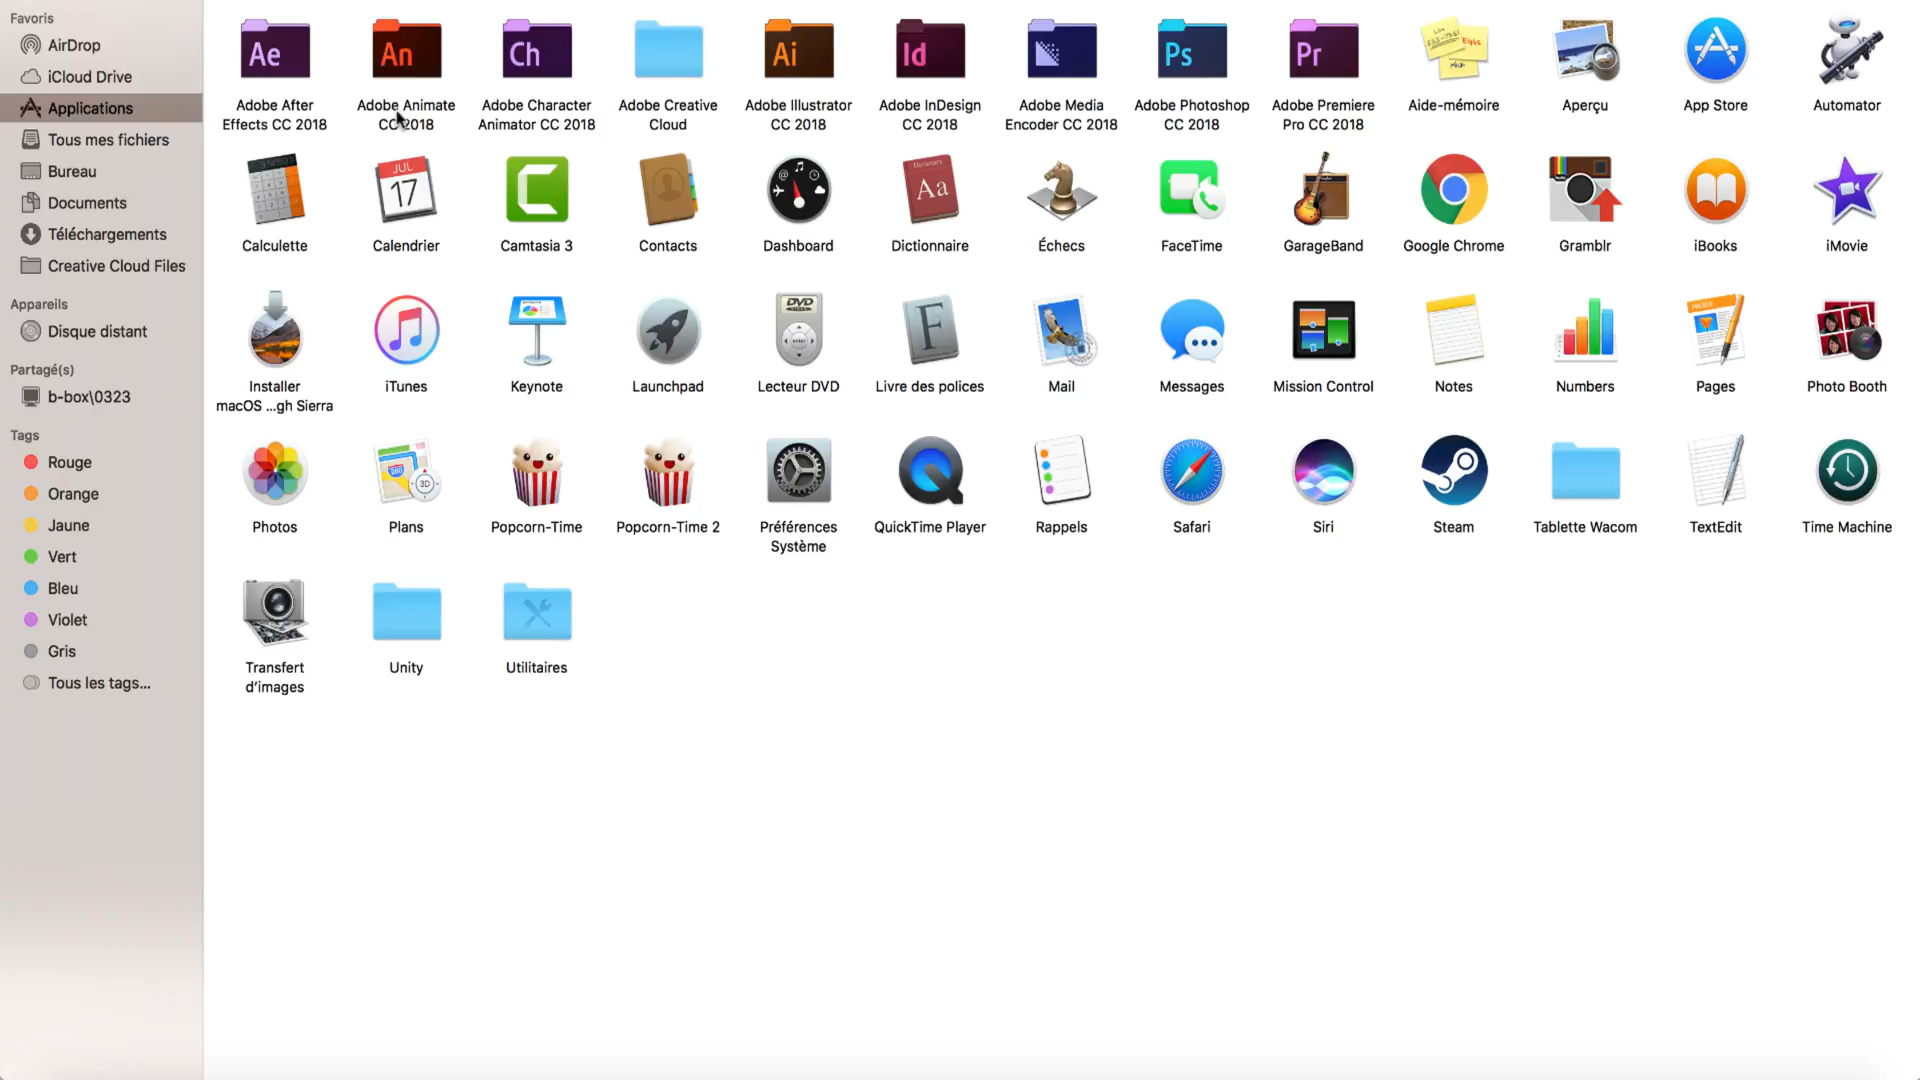 Favoris
AirDrop
iCloud Drive
Applications
Tous mes fichiers
Bureau
Documents
Téléchargements
Creative Cloud Files
Appareils
Disque distant
Partagé(s)
b-box\0323
Tags
Rouge
Orange
Jaune
Vert
Bleu
Violet
Gris
Tous les tags...
Ae
An
Ch
Ai
Id
Ps
Pr
Adobe After
Effects CC 2018
Adobe Animate
CC 2018
Adobe Character
Animator CC 2018
Adobe Creative
Cloud
Adobe Illustrator
CC 2018
Adobe InDesign
CC 2018
Adobe Media
Encoder CC 2018
Adobe Photoshop
CC 2018
Adobe Premiere
Pro CC 2018
Aide-mémoire
Aperçu
App Store
Automator
JUL
17
Dictionary
Aa
Calculette
Calendrier
Camtasia 3
Contacts
Dashboard
Dictionnaire
Échecs
FaceTime
GarageBand
Google Chrome
Gramblr
iBooks
iMovie
DVD
F
PAGES
Installer
macOS ...gh Sierra
iTunes
Keynote
Launchpad
Lecteur DVD
Livre des polices
Mail
Messages
Mission Control
Notes
Numbers
Pages
Photo Booth
280
3D
Photos
Plans
Popcorn-Time
Popcorn-Time 2
Préférences
Système
QuickTime Player
Rappels
Safari
Siri
Steam
Tablette Wacom
TextEdit
Time Machine
Transfert
d’images
Unity
Utilitaires